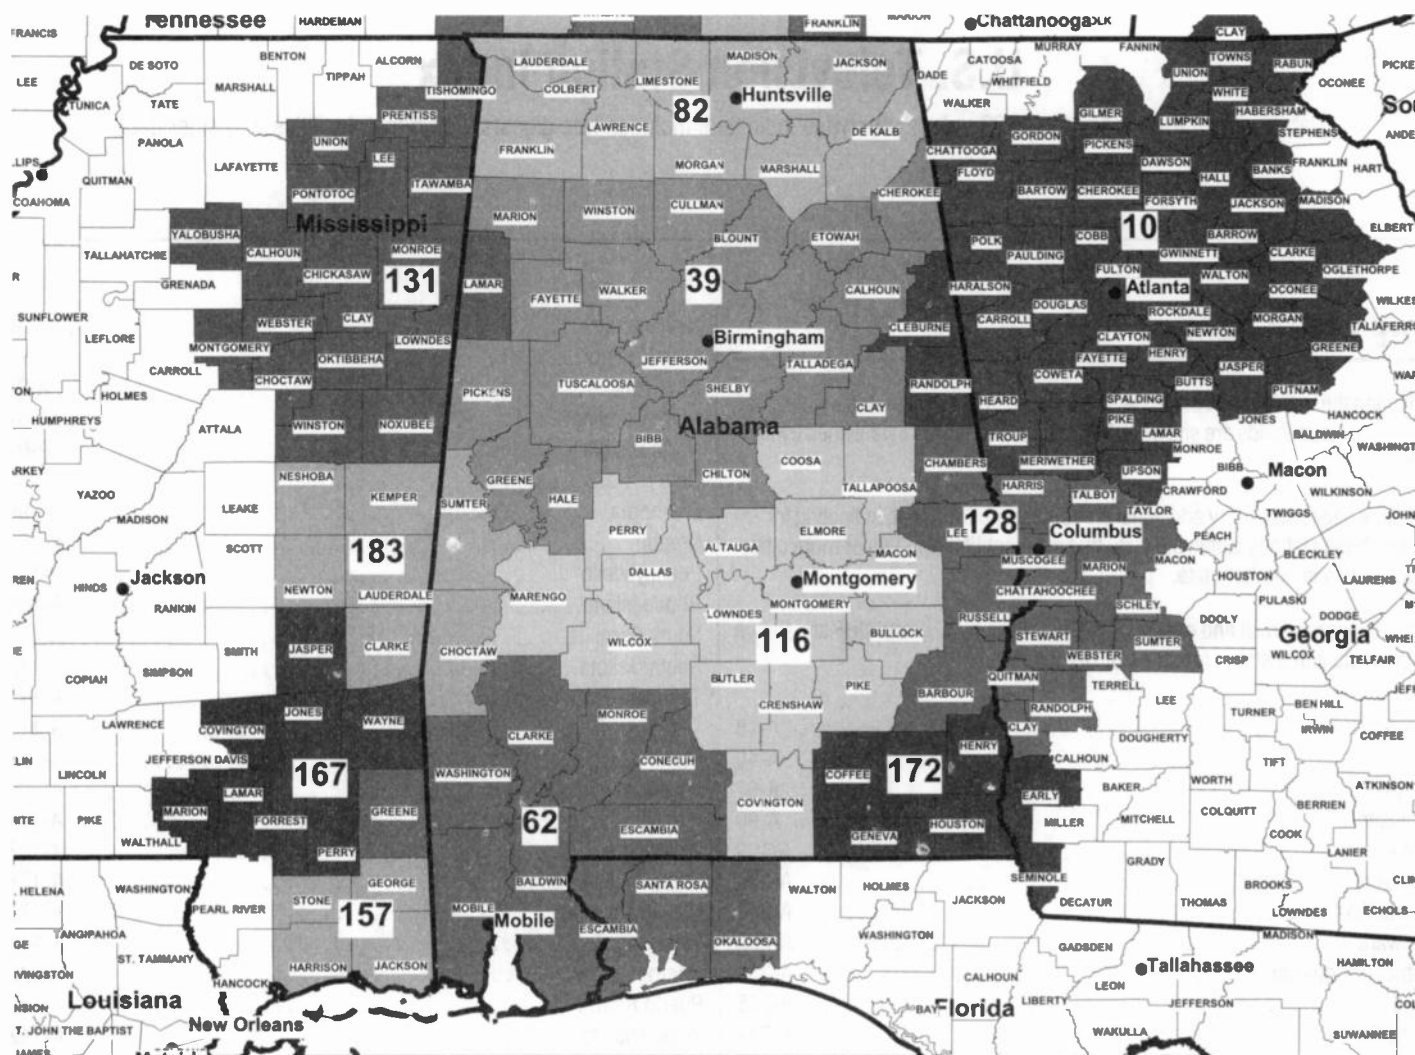 Tennessee
HARDEMAN
FRANKLIN
MARION
Chattanooga
POLK
FRANCIS
DE SOTO
BENTON
TIPPAH
ALCORN
TISHOMINGO
LAUDERDALE
COLBERT
LIMESTONE
MADISON
JACKSON
DADE
CATOOSA
MURRAY
WHITFIELD
WALKER
FANNIN
CLAY
TOWNS
UNION
RABUN
OCONEE
LEE
TUNICA
TATE
MARSHALL
PRENTISS
82
Huntsville
GILMER
WHITE
HABERSHAM
LUMPKIN
STEPHENS
PANOLA
UNION
LEE
LAFAYETTE
LAWRENCE
FRANKLIN
DE KALB
MORGAN
MARSHALL
GORDON
CHATTOOGA
PICKENS
DAWSON
FRANKLIN
HART
BANKS
HALL
FLOYD
QUITMAN
COAHOMA
PONTOTOC
ITAWAMBA
CHEROKEE
BARTOW
CHEROKEE
FORSYTH
JACKSON
MADISON
ELBERT
MARION
WINSTON
CULLMAN
Mississippi
YALOBUSHA
TALLAHATCHIE
CALHOUN
MONROE
BLOUNT
ETOWAH
POLK
COBB
10
BARROW
CLARKE
PAULDING
GWINNETT
OGLETHORPE
CHICKASAW
131
GRENADA
LAMAR
39
FAYETTE
WALKER
CALHOUN
HARALSON
FULTON
Atlanta
WALTON
OCONEE
SUNFLOWER
LEFLORE
WEBSTER
CLAY
MONTGOMERY
LOWNDES
OKTIBBEHA
CARROLL
CHOCTAW
Birmingham
CLEBURNE
CARROLL
DOUGLAS
ROCKDALE
MORGAN
CLAYTON
NEWTON
GREENE
FAYETTE
HENRY
JASPER
JEFFERSON
TALLADEGA
TUSCALOOSA
SHELBY
RANDOLPH
COWETA
BUTTS
PUTNAM
PICKENS
HOLMES
HUMPHREYS
ATTALA
WINSTON
NOXUBEE
Alabama
CLAY
HEARD
SPALDING
PIKE
LAMAR
MONROE
JONES
HANCOCK
BALDWIN
BIBB
TROUP
MERIWETHER
UPSON
BIBB
Macon
NESHOBA
GREENE
HALE
CHILTON
COOSA
TALLAPOOSA
CHAMBERS
HARRIS
TALBOT
CRAWFORD
WILKINSON
YAZOO
LEAKE
KEMPER
SUMTER
PERRY
AUTAUGA
ELMORE
MACON
LEE
128
Columbus
TAYLOR
TWIGGS
MADISON
PEACH
SCOTT
183
DALLAS
MUSCOGEE
MARION
MACON
BLECKLEY
HINDS
Jackson
RANKIN
NEWTON
LAUDERDALE
MARENGO
Montgomery
MONTGOMERY
LOWNDES
CHATTAHOOCHEE
SCHLEY
HOUSTON
LAURENS
PULASKI
DOOLY
DODGE
RUSSELL
STEWART
SUMTER
Georgia
WILCOX
TELFAIR
WILCOX
116
BULLOCK
WEBSTER
CRISP
SMITH
JASPER
CLARKE
CHOCTAW
COPIAH
SIMPSON
BUTLER
PIKE
CRENSHAW
BARBOUR
QUITMAN
TERRELL
LEE
RANDOLPH
TURNER
BEN HILL
IRWIN
COFFEE
LAWRENCE
COVINGTON
JONES
WAYNE
CLARKE
MONROE
HENRY
CLAY
DOUGHERTY
CALHOUN
JEFFERSON DAVIS
LINCOLN
167
WASHINGTON
CONECUH
COFFEE
172
TIFT
WORTH
BAKER
ATKINSON
EARLY
LAMAR
MARION
FORREST
GREENE
COVINGTON
62
MILLER
MITCHELL
COLQUITT
BERRIEN
COOK
PIKE
WALTHALL
PERRY
ESCAMBIA
GENEVA
HOUSTON
LANIER
GRADY
HELENA
WASHINGTON
GEORGE
BALDWIN
SANTA ROSA
WALTON
HOLMES
JACKSON
SEMINOLE
DECATUR
THOMAS
BROOKS
LOWNDES
ECHOLS
PEARL RIVER
STONE
157
MOBILE
Mobile
ESCAMBIA
OKALOOSA
WASHINGTON
TANGIPAHOA
ST. TAMMANY
HARRISON
JACKSON
HANCOCK
GADSDEN
MADISON
Tallahassee
LEON
HAMILTON
CALHOUN
Louisiana
New Orleans
BAY
Florida
LIBERTY
JEFFERSON
WAKULLA
SUWANNEE
T. JOHN THE BAPTIST
JAMES